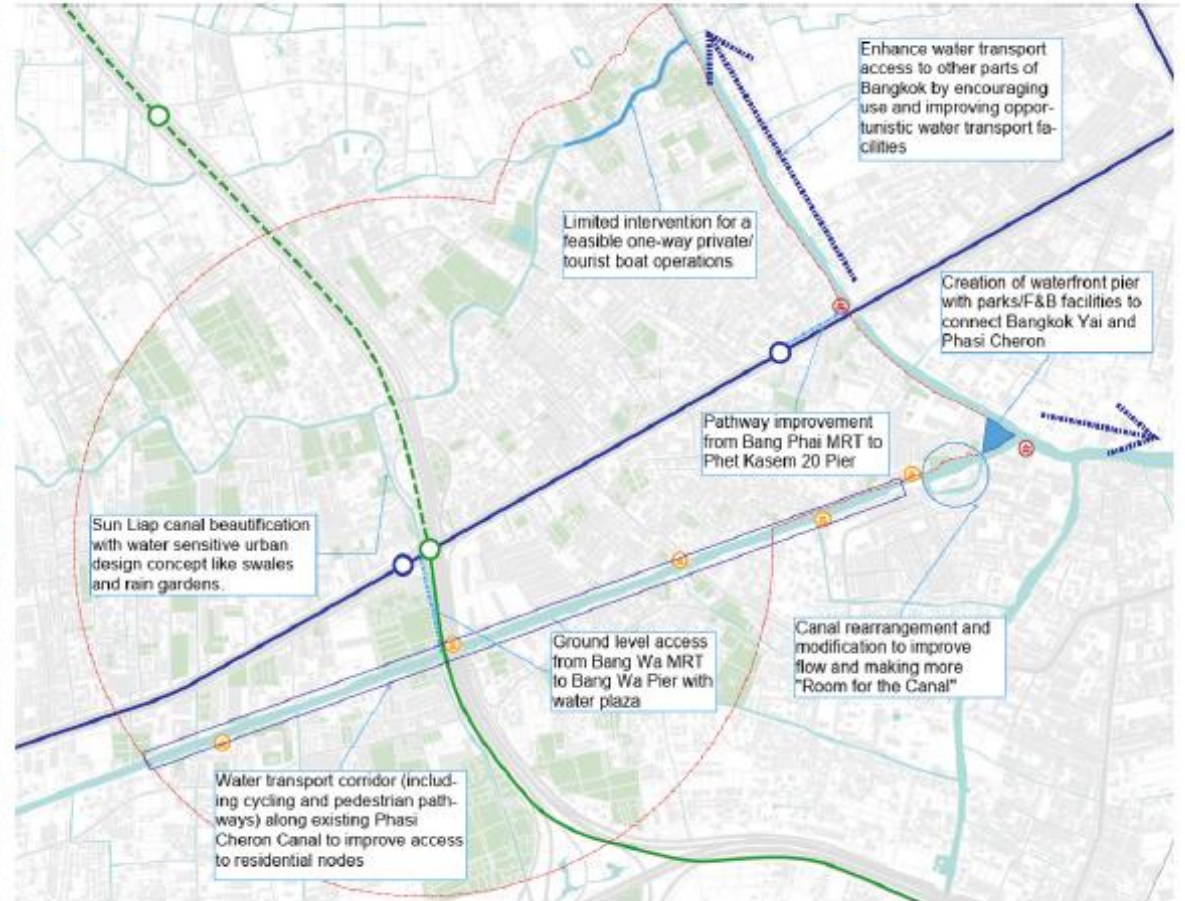 Enhance water transport
access to other parts of
Bangkok by encouraging
use and improving oppor-
tunistic water transport fa-
cilities
Limited intervention for a
feasible one-way private/
tourist boat operations
Creation of waterfront pier
with parks/F&B facilities to
connect Bangkok Yai and
Phasi Cheron
Pathway improvement
from Bang Phai MRT to
Phet Kasem 20 Pier
Sun Liap canal beautification
with water sensitive urban
design concept like swales
and rain gardens.
Ground level access
from Bang Wa MRT
to Bang Wa Pier with
water plaza
Canal rearrangement and
modification to improve
flow and making more
"Room for the Canal"
Water transport corridor (includ-
ing cycling and pedestrian path-
ways) along existing Phasi
Cheron Canal to improve access
to residential nodes